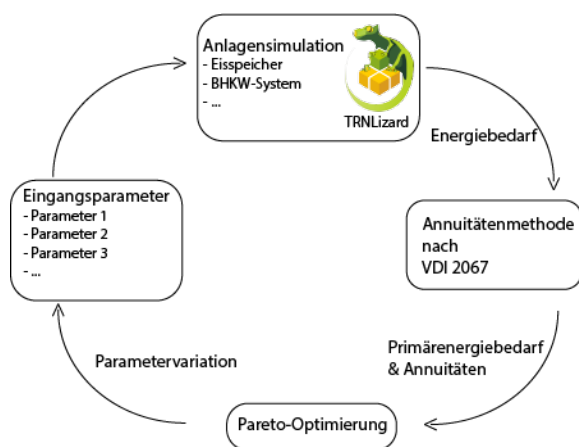 Anlagensimulation
- Eisspeicher
- BHKW-System
- ...
TRNLizard
Energiebedarf
Eingangsparameter
- Parameter 1
- Parameter 2
- Parameter 3
- ...
Annuitätenmethode
nach
VDI 2067
Primärenergiebedarf
& Annuitäten
Parametervariation
Pareto-Optimierung